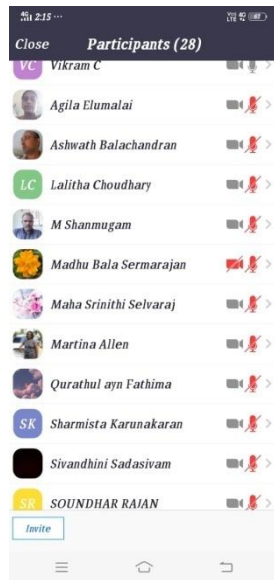 2:15 ...
Close Participants (28)
VC Vikram C
Agila Elumalai
Ashwath Balachandran
LC Lalitha Choudhary
M Shanmugam
Madhu Bala Sermarajan
Maha Srinithi Selvaraj
Martina Allen
Qurathul ayn Fathima
SK Sharmista Karunakaran
Sivandhini Sadasivam
SR SOUNDHAR RAJAN
Invite